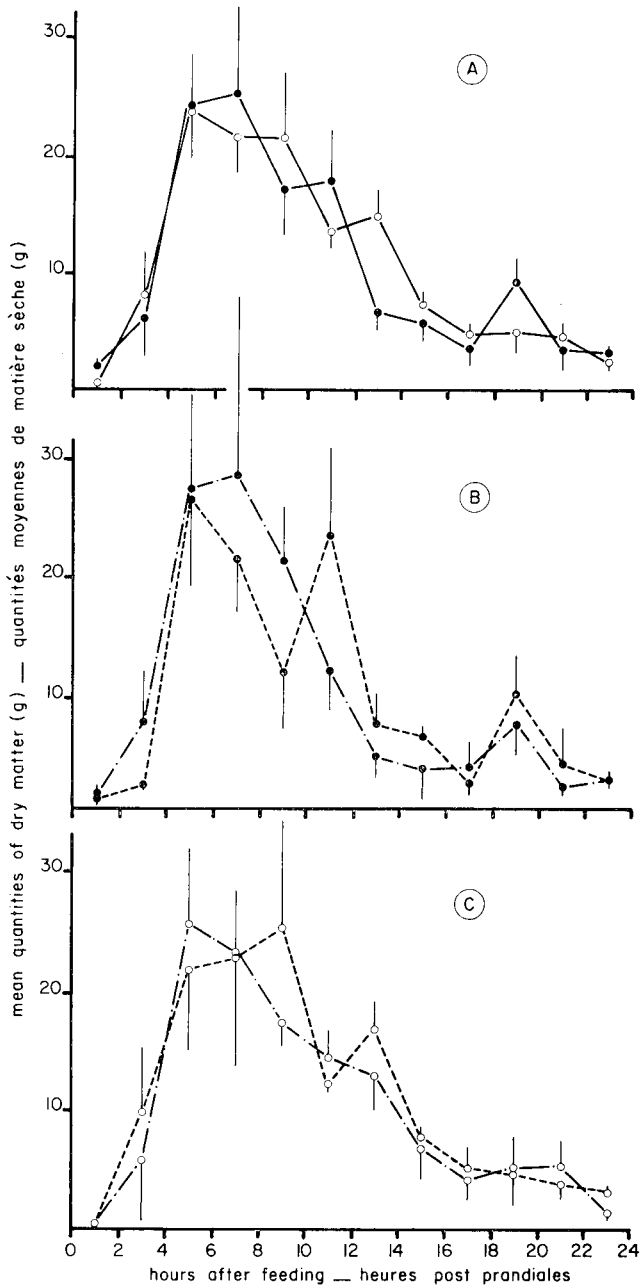 mean quantities of dry matter (g) — quantités moyennes de matière sèche (g)
30
20
10
A
30
20
10
B
30
20
10
C
0 2 4 6 8 10 12 14 16 18 20 22 24
hours after feeding — heures post prandiales